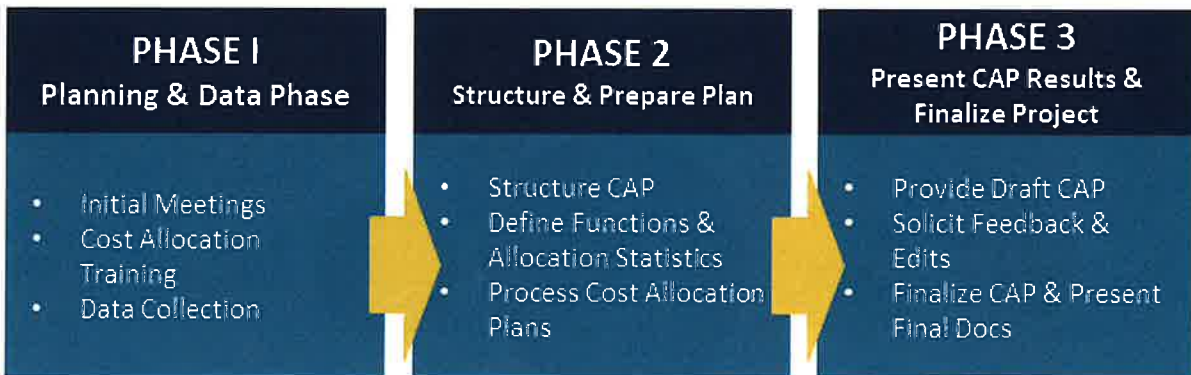 PHASE I
Planning & Data Phase
• Initial Meetings
• Cost Allocation
Training
• Data Collection
PHASE 2
Structure & Prepare Plan
• Structure CAP
• Define Functions &
Allocation Statistics
• Process Cost Allocation
Plans
PHASE 3
Present CAP Results &
Finalize Project
• Provide Draft CAP
• Solicit Feedback &
Edits
• Finalize CAP & Present
Final Docs